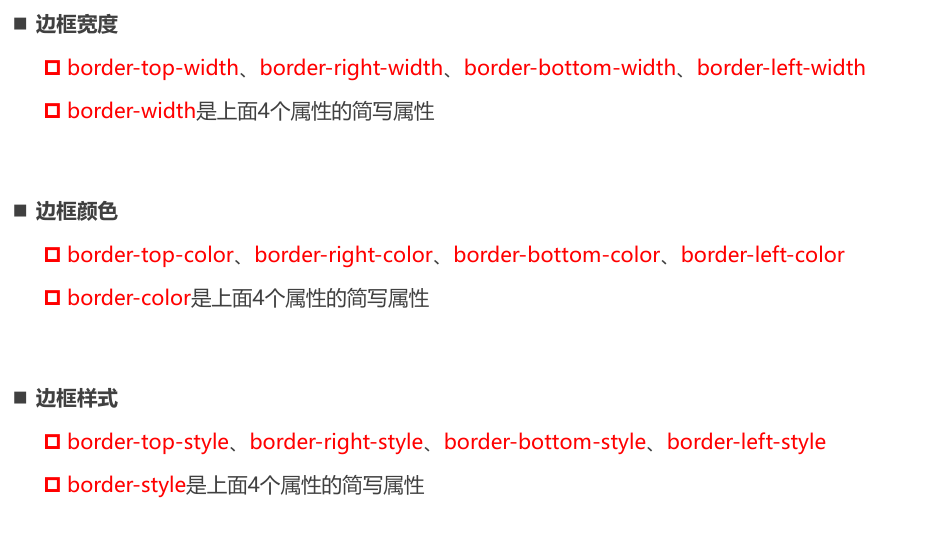 ■ 边框宽度
border-top-width、border-right-width、border-bottom-width、border-left-width
border-width是上面4个属性的简写属性
■ 边框颜色
border-top-color、border-right-color、border-bottom-color、border-left-color
border-color是上面4个属性的简写属性
■ 边框样式
border-top-style、border-right-style、border-bottom-style、border-left-style
border-style是上面4个属性的简写属性